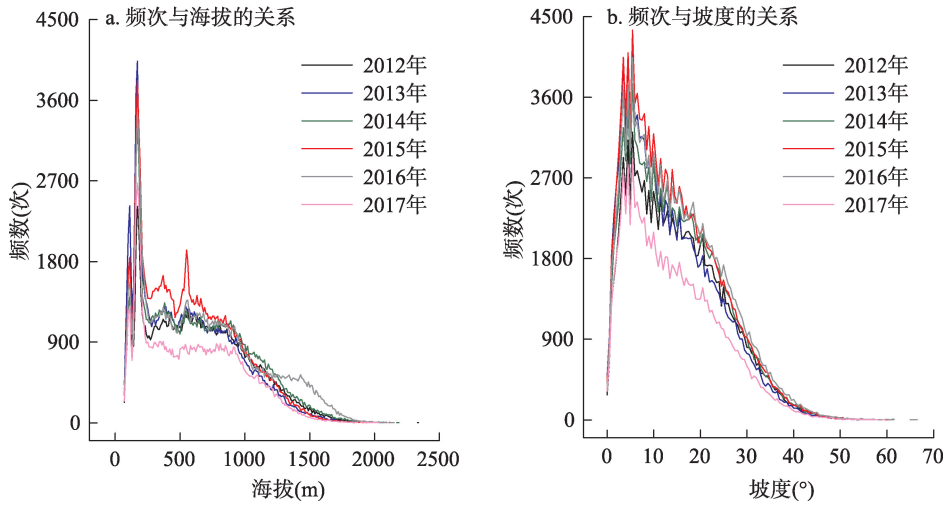 a. 频次与海拔的关系
频数(次)
4500
3600
2700
1800
900
0
2012年
2013年
2014年
2015年
2016年
2017年
0 500 1000 1500 2000 2500
海拔(m)
b. 频次与坡度的关系
频数(次)
4500
3600
2700
1800
900
0
2012年
2013年
2014年
2015年
2016年
2017年
0 10 20 30 40 50 60 70
坡度(°)